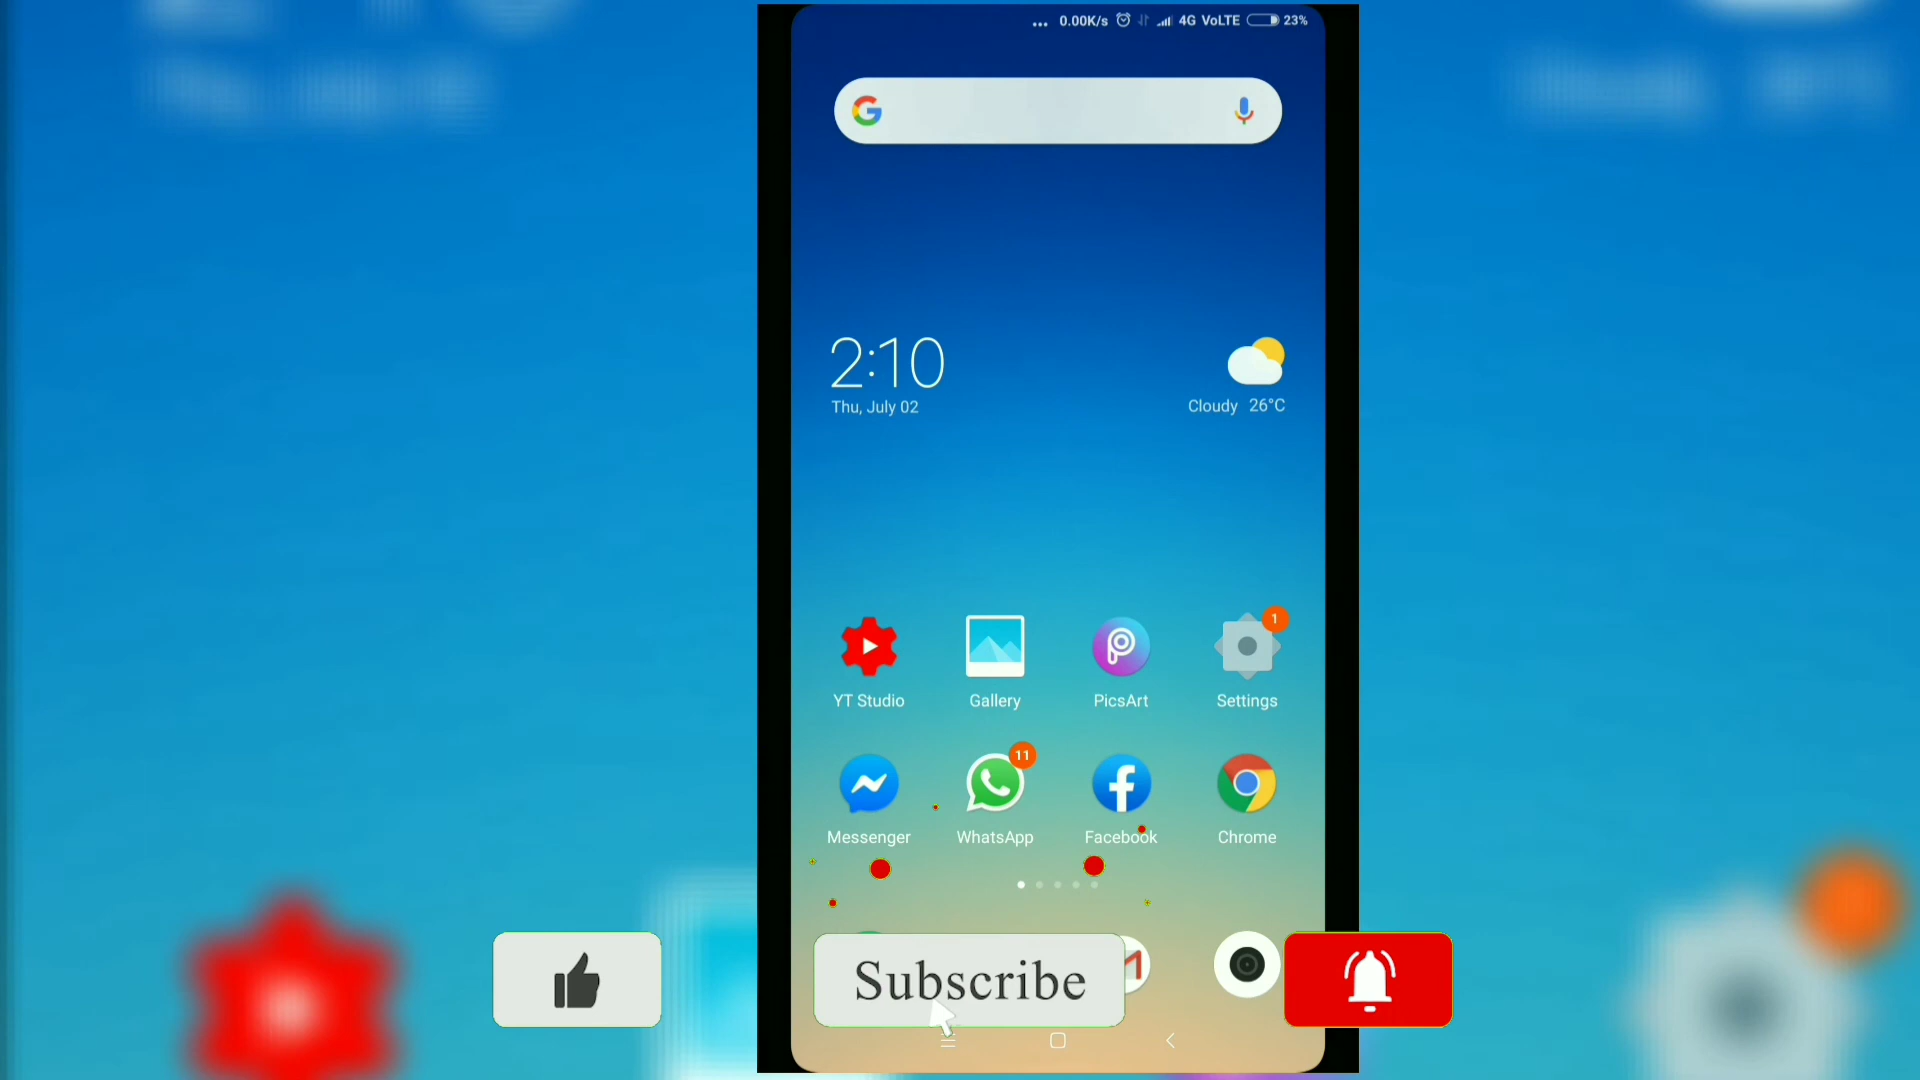 ... 0.00K/s 4G VoLTE 23%
2:10
Thu, July 02
Cloudy 26°C
1
YT Studio Gallery PicsArt Settings
11
Messenger WhatsApp Facebook Chrome
Subscribe